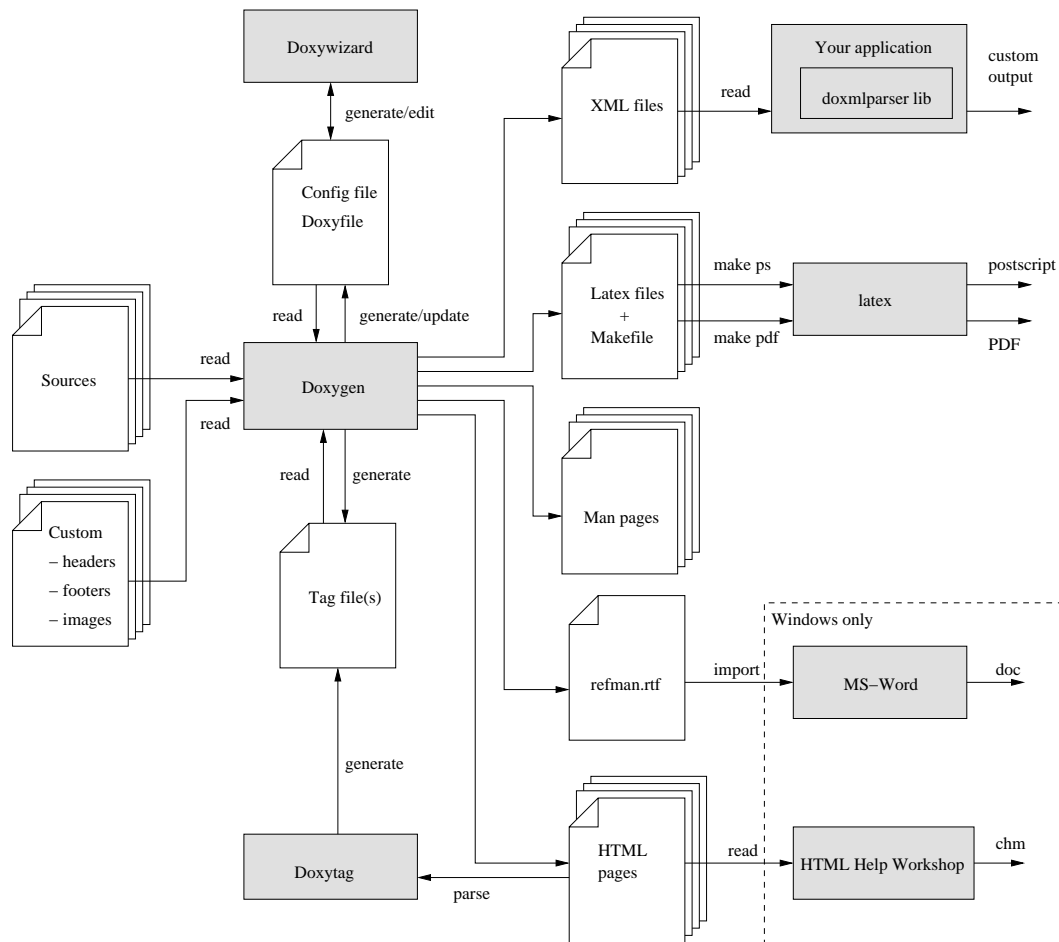 Doxywizard
generate/edit
Config file
Doxyfile
read
generate/update
Sources
read
Doxygen
read
Custom
– headers
– footers
– images
read
generate
Tag file(s)
generate
Doxytag
parse
XML files
read
Your application
doxmlparser lib
custom
output
Latex files
+
Makefile
make ps
make pdf
latex
postscript
PDF
Man pages
refman.rtf
import
Windows only
MS–Word
doc
HTML
pages
read
HTML Help Workshop
chm